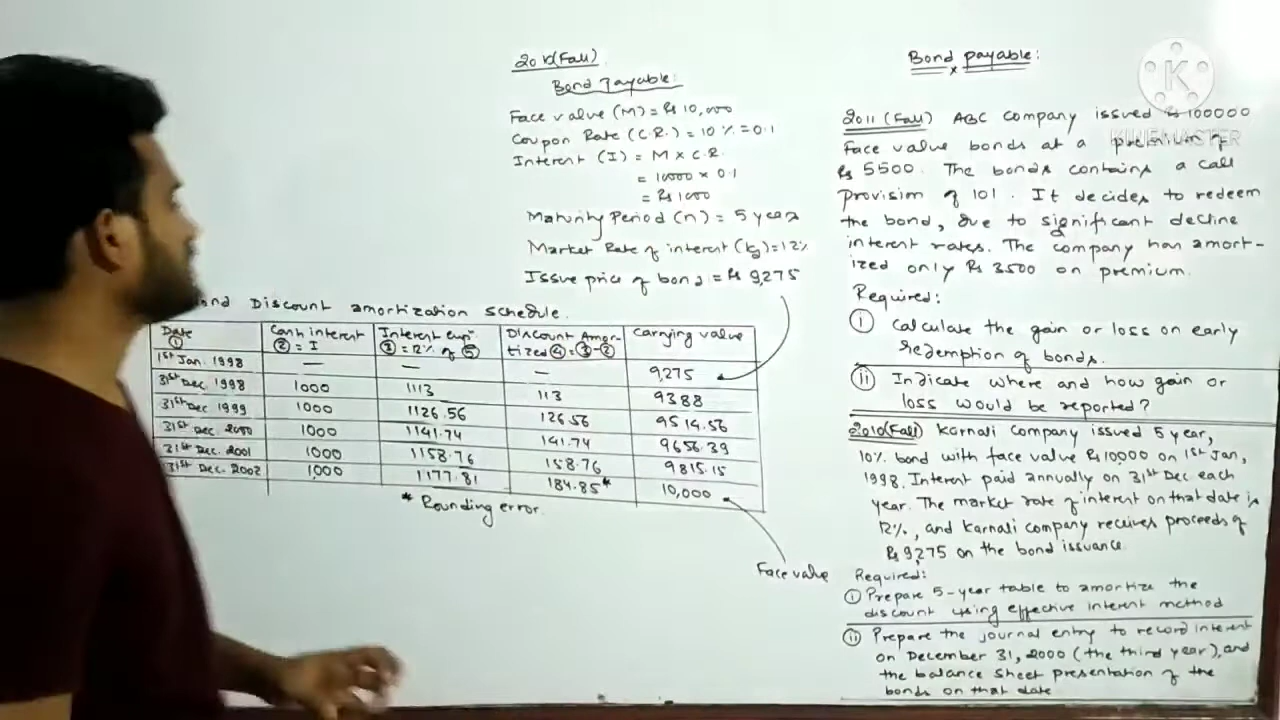 2010(Fall)
Bond Payable:
Face value (M) = ₨ 10,000
Coupon Rate (C.R.) = 10% = 0.1
Interest (I) = M × C.R.
= 10000 × 0.1
= ₨ 1000
Maturity Period (n) = 5 years
Market Rate of interest (kd) = 12%
Issue price of bond = ₨ 9,275
Bond Discount amortization schedule.
Date ① | Cash interest ② = I | Interest exp. ③ = 12% of ⑤ | Discount Amortized ④ = ③-② | Carrying value
1st Jan. 1998 | — | — | — | 9,275
31st Dec. 1998 | 1000 | 1113 | 113 | 9388
31st Dec 1999 | 1000 | 1126.56 | 126.56 | 9514.56
31st Dec. 2000 | 1000 | 1141.74 | 141.74 | 9656.39
31st Dec. 2001 | 1000 | 1158.76 | 158.76 | 9815.15
31st Dec. 2002 | 1,000 | 1177.81 | 184.85* | 10,000
* Rounding error.
Face value
Bond payable:
K
KINEMASTER
2011 (Fall) ABC company issued ₨ 100000
Face value bonds at a premium of
₨ 5500. The bonds contains a call
provision of 101. It decides to redeem
the bond, due to significant decline
interest rates. The company has amort-
ized only ₨ 3500 on premium.
Required:
(i) Calculate the gain or loss on early
redemption of bonds.
(ii) Indicate where and how gain or
loss would be reported?
2010(Fall) Karnali company issued 5 year,
10% bond with face value ₨ 10,000 on 1st Jan,
1998. Interest paid annually on 31st Dec each
year. The market rate of interest on that date is
12%, and Karnali company receives proceeds of
₨ 9,275 on the bond issuance.
Required:
(i) Prepare 5-year table to amortize the
discount using effective interest method
(ii) Prepare the journal entry to record interest
on December 31, 2000 (the third year), and
the balance sheet presentation of the
bonds on that date